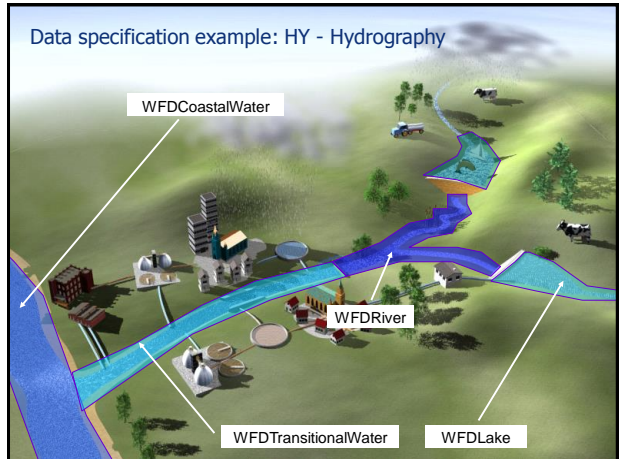 Data specification example: HY - Hydrography
WFDCoastalWater
WFDRiver
WFDTransitionalWater
WFDLake